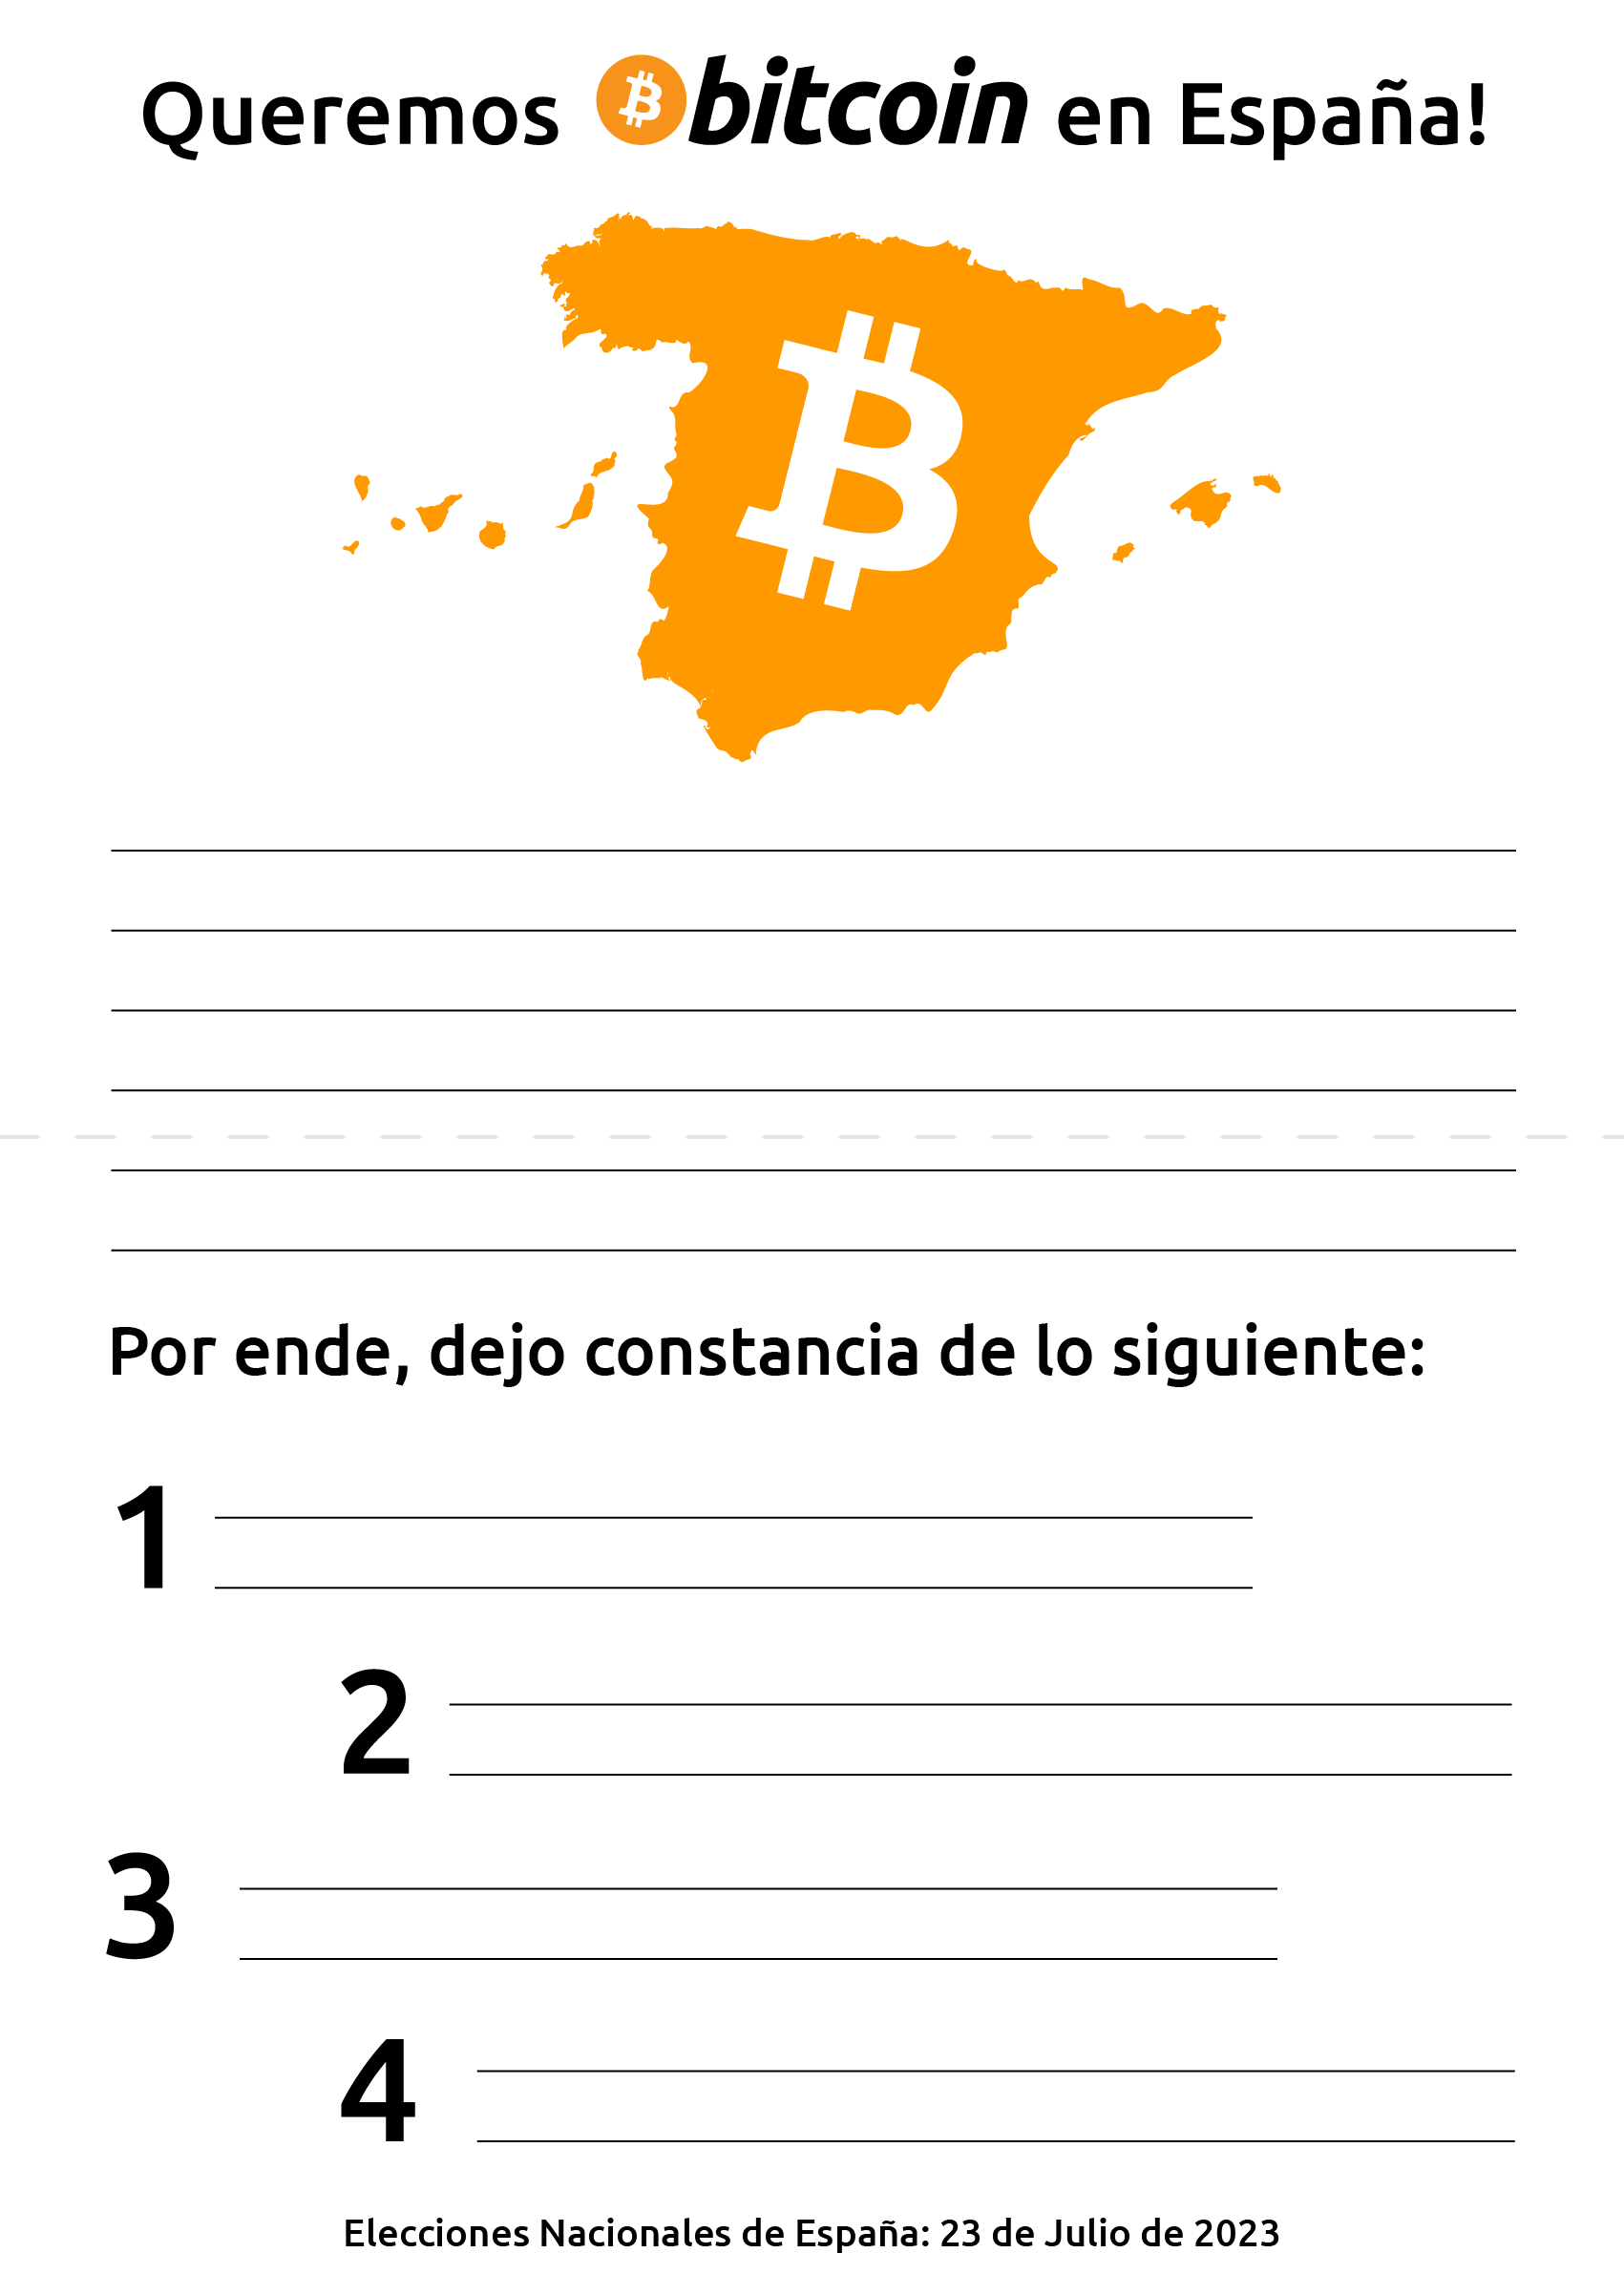 Queremos bitcoin en España!
Por ende, dejo constancia de lo siguiente:
1
2
3
4
Elecciones Nacionales de España: 23 de Julio de 2023